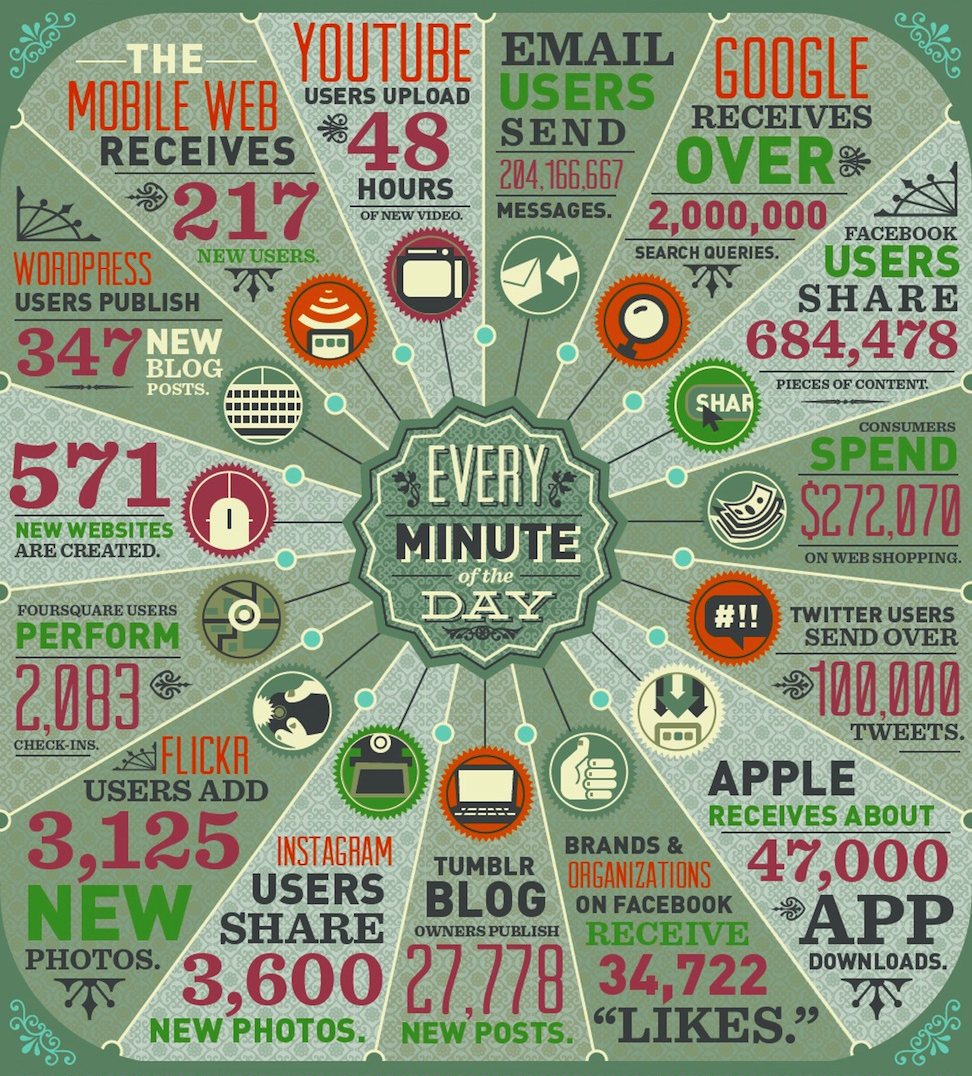 EVERY
MINUTE
of the
DAY
THE
MOBILE WEB
RECEIVES
217
NEW USERS.
YOUTUBE
USERS UPLOAD
48
HOURS
OF NEW VIDEO.
EMAIL
USERS
SEND
204,166,667
MESSAGES.
GOOGLE
RECEIVES
OVER
2,000,000
SEARCH QUERIES.
FACEBOOK
USERS
SHARE
684,478
PIECES OF CONTENT.
SHAR
CONSUMERS
SPEND
$272,070
ON WEB SHOPPING.
#!!
TWITTER USERS
SEND OVER
100,000
TWEETS.
APPLE
RECEIVES ABOUT
47,000
APP
DOWNLOADS.
BRANDS &
ORGANIZATIONS
ON FACEBOOK
RECEIVE
34,722
“LIKES.”
TUMBLR
BLOG
OWNERS PUBLISH
27,778
NEW POSTS.
INSTAGRAM
USERS
SHARE
3,600
NEW PHOTOS.
FLICKR
USERS ADD
3,125
NEW
PHOTOS.
FOURSQUARE USERS
PERFORM
2,083
CHECK-INS.
571
NEW WEBSITES
ARE CREATED.
WORDPRESS
USERS PUBLISH
347 NEW
BLOG
POSTS.